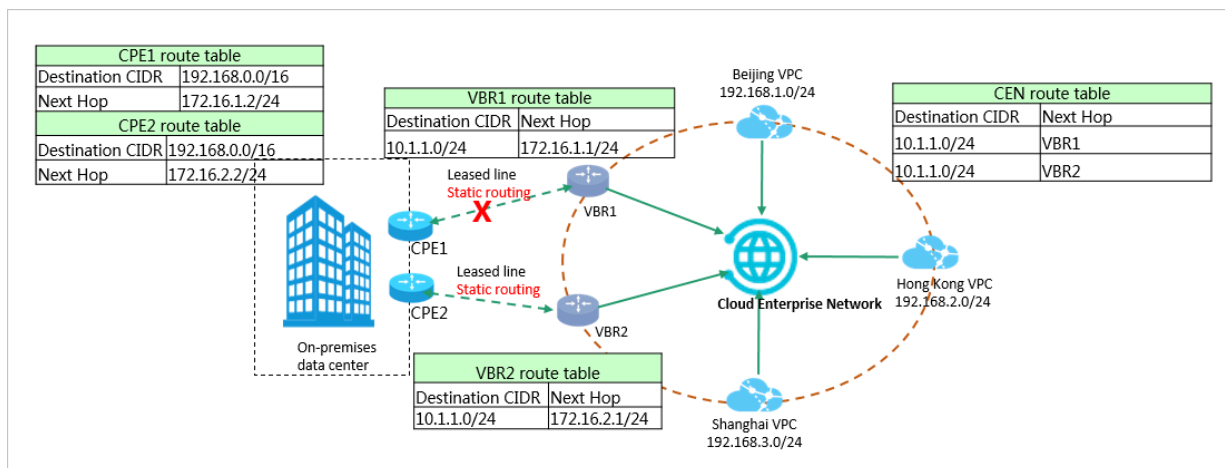 CPE1 route table
Destination CIDR 192.168.0.0/16
Next Hop 172.16.1.2/24
CPE2 route table
Destination CIDR 192.168.0.0/16
Next Hop 172.16.2.2/24
VBR1 route table
Destination CIDR Next Hop
10.1.1.0/24 172.16.1.1/24
Beijing VPC
192.168.1.0/24
CEN route table
Destination CIDR Next Hop
10.1.1.0/24 VBR1
10.1.1.0/24 VBR2
Leased line
Static routing
X
VBR1
CPE1
Leased line
Static routing
CPE2
VBR2
Cloud Enterprise Network
Hong Kong VPC
192.168.2.0/24
On-premises
data center
VBR2 route table
Destination CIDR Next Hop
10.1.1.0/24 172.16.2.1/24
Shanghai VPC
192.168.3.0/24